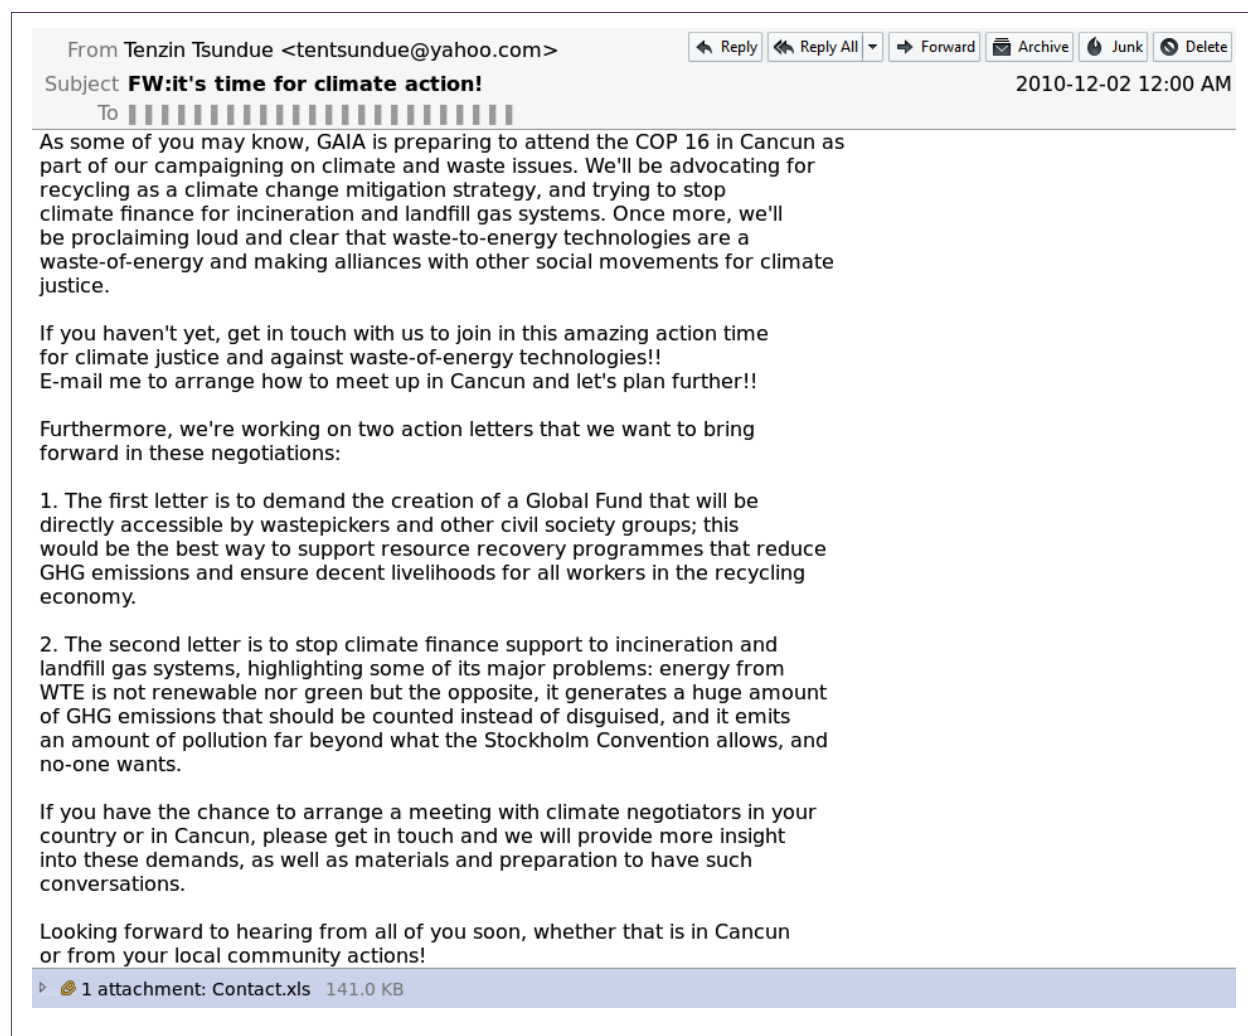 From Tenzin Tsundue <tentsundue@yahoo.com>
Reply Reply All Forward Archive Junk Delete
Subject FW:it's time for climate action!
2010-12-02 12:00 AM
To
As some of you may know, GAIA is preparing to attend the COP 16 in Cancun as
part of our campaigning on climate and waste issues. We'll be advocating for
recycling as a climate change mitigation strategy, and trying to stop
climate finance for incineration and landfill gas systems. Once more, we'll
be proclaiming loud and clear that waste-to-energy technologies are a
waste-of-energy and making alliances with other social movements for climate
justice.
If you haven't yet, get in touch with us to join in this amazing action time
for climate justice and against waste-of-energy technologies!!
E-mail me to arrange how to meet up in Cancun and let's plan further!!
Furthermore, we're working on two action letters that we want to bring
forward in these negotiations:
1. The first letter is to demand the creation of a Global Fund that will be
directly accessible by wastepickers and other civil society groups; this
would be the best way to support resource recovery programmes that reduce
GHG emissions and ensure decent livelihoods for all workers in the recycling
economy.
2. The second letter is to stop climate finance support to incineration and
landfill gas systems, highlighting some of its major problems: energy from
WTE is not renewable nor green but the opposite, it generates a huge amount
of GHG emissions that should be counted instead of disguised, and it emits
an amount of pollution far beyond what the Stockholm Convention allows, and
no-one wants.
If you have the chance to arrange a meeting with climate negotiators in your
country or in Cancun, please get in touch and we will provide more insight
into these demands, as well as materials and preparation to have such
conversations.
Looking forward to hearing from all of you soon, whether that is in Cancun
or from your local community actions!
1 attachment: Contact.xls 141.0 KB